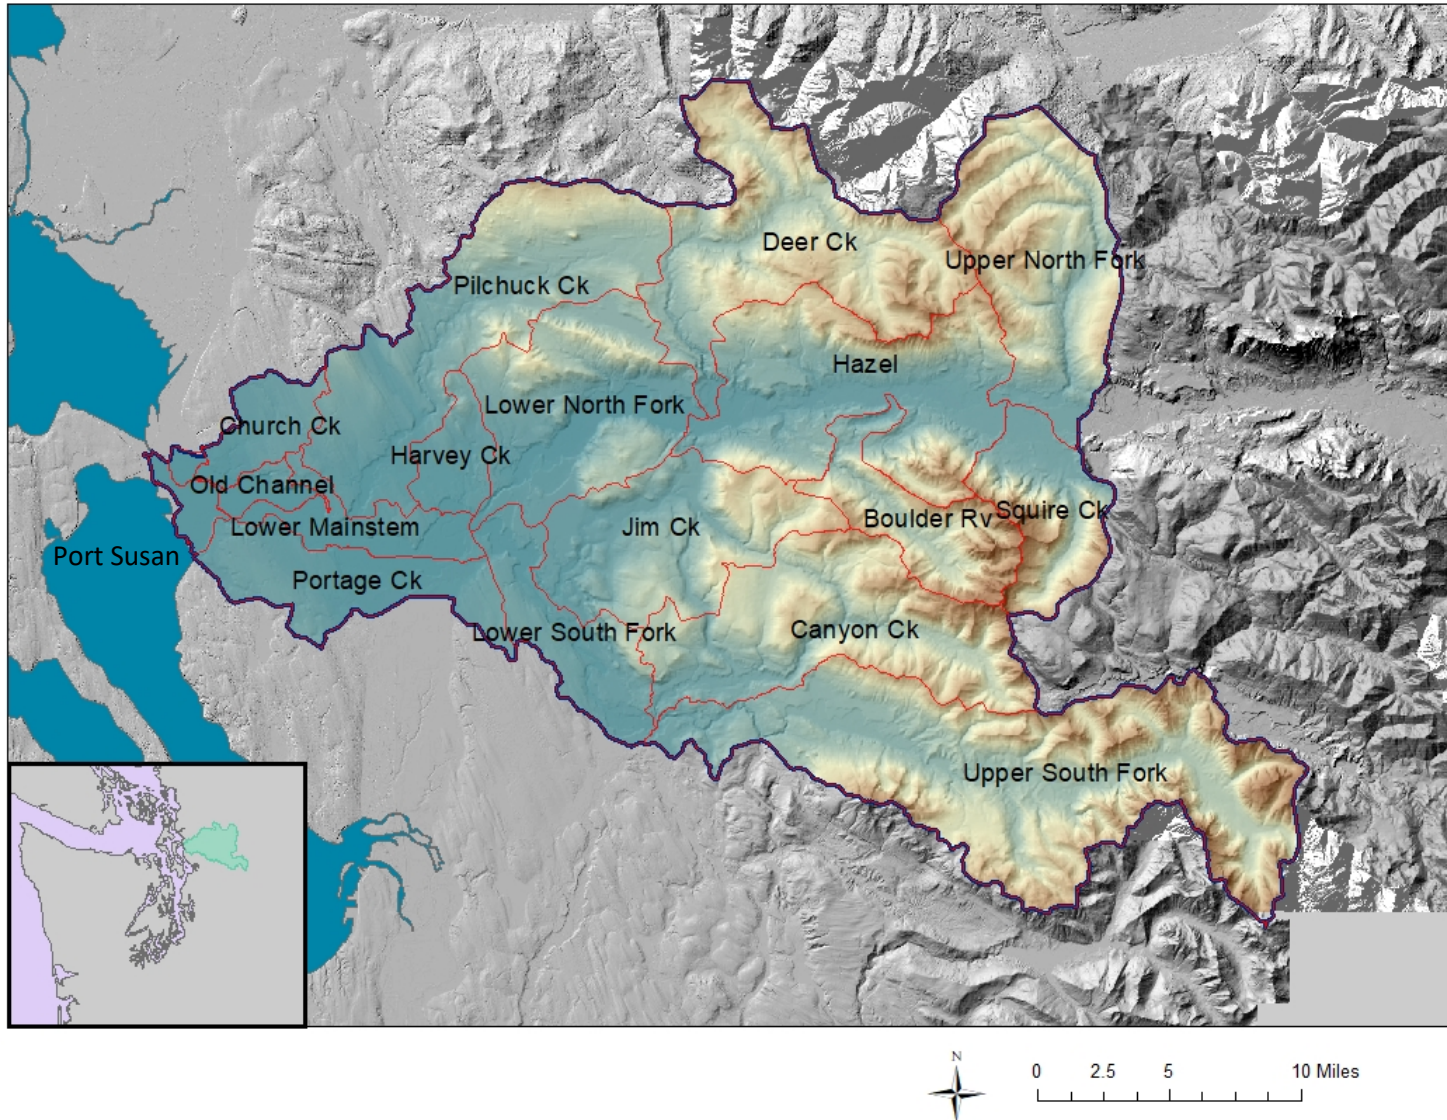 Deer Ck
Upper North Fork
Pilchuck Ck
Hazel
Lower North Fork
Church Ck
Harvey Ck
Old Channel
Boulder Rv
Squire Ck
Lower Mainstem
Jim Ck
Port Susan
Portage Ck
Lower South Fork
Canyon Ck
Upper South Fork
N
0 2.5 5 10 Miles